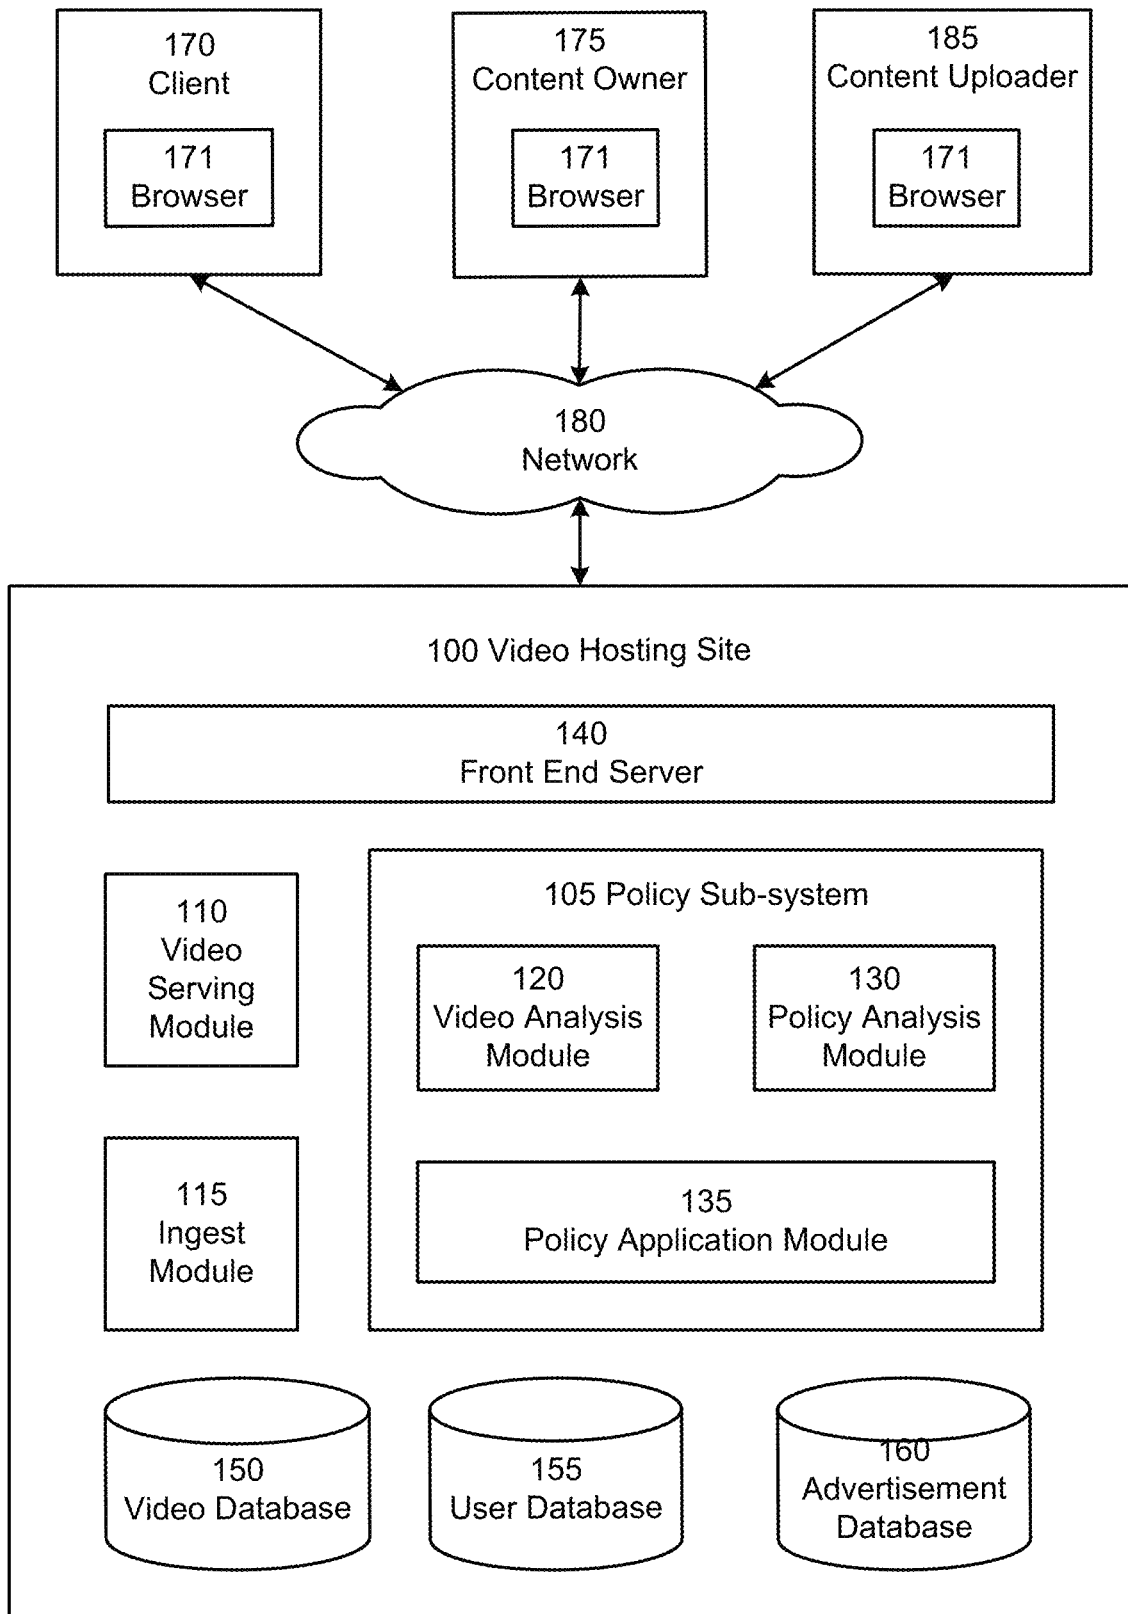 170
Client
171
Browser
175
Content Owner
171
Browser
185
Content Uploader
171
Browser
180
Network
100 Video Hosting Site
140
Front End Server
110
Video
Serving
Module
105 Policy Sub-system
120
Video Analysis
Module
130
Policy Analysis
Module
115
Ingest
Module
135
Policy Application Module
150
Video Database
155
User Database
160
Advertisement
Database